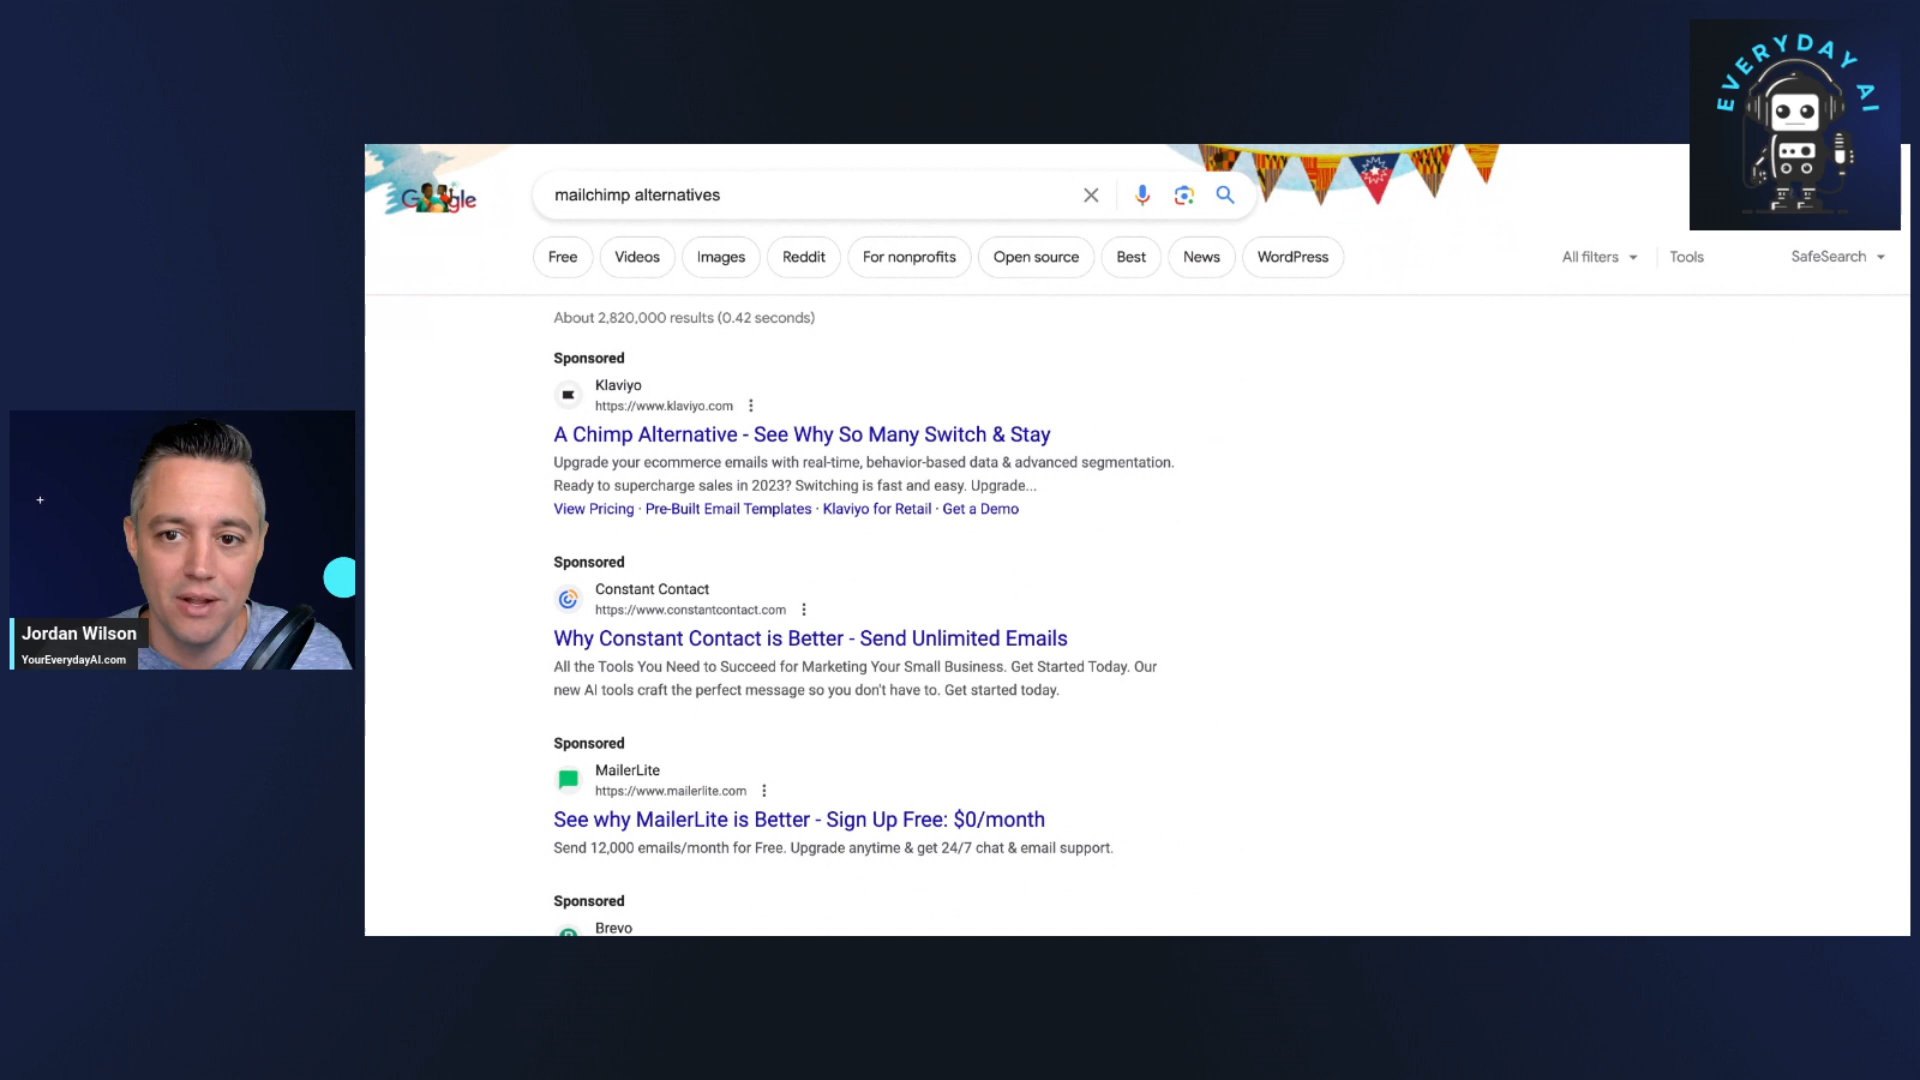 EVERYDAY AI
Google
mailchimp alternatives
Free
Videos
Images
Reddit
For nonprofits
Open source
Best
News
WordPress
All filters
Tools
SafeSearch
About 2,820,000 results (0.42 seconds)
Sponsored
Klaviyo
https://www.klaviyo.com
A Chimp Alternative - See Why So Many Switch & Stay
Upgrade your ecommerce emails with real-time, behavior-based data & advanced segmentation.
Ready to supercharge sales in 2023? Switching is fast and easy. Upgrade...
View Pricing · Pre-Built Email Templates · Klaviyo for Retail · Get a Demo
Sponsored
Constant Contact
https://www.constantcontact.com
Why Constant Contact is Better - Send Unlimited Emails
All the Tools You Need to Succeed for Marketing Your Small Business. Get Started Today. Our
new AI tools craft the perfect message so you don't have to. Get started today.
Sponsored
MailerLite
https://www.mailerlite.com
See why MailerLite is Better - Sign Up Free: $0/month
Send 12,000 emails/month for Free. Upgrade anytime & get 24/7 chat & email support.
Sponsored
Brevo
Jordan Wilson
YourEverydayAI.com